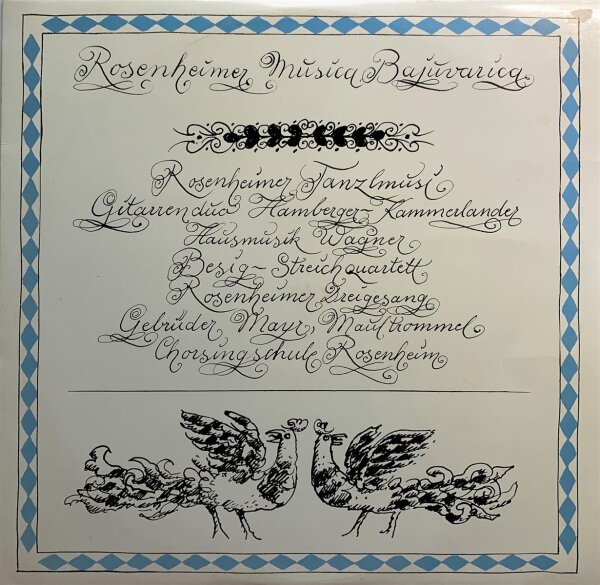 Rosenheimer Musica Bajuvarica
Rosenheimer Tanzlmusi
Gitarrenduo Hamberger-Kammerlander
Hausmusik Wagner
Besig-Streichquartett
Rosenheimer Dreigesang
Gebrüder Mayr, Maultrommel
Chorsingschule Rosenheim